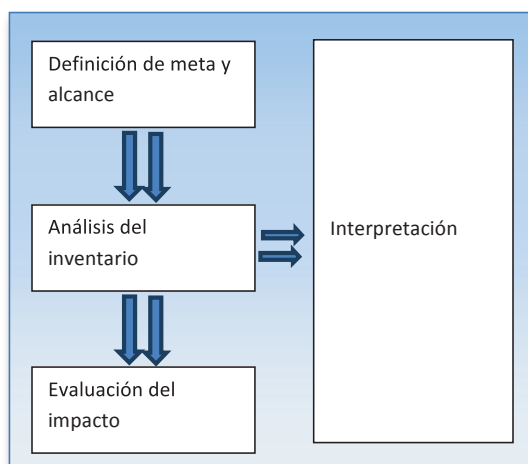 Definición de meta y
alcance
Análisis del
inventario
Interpretación
Evaluación del
impacto